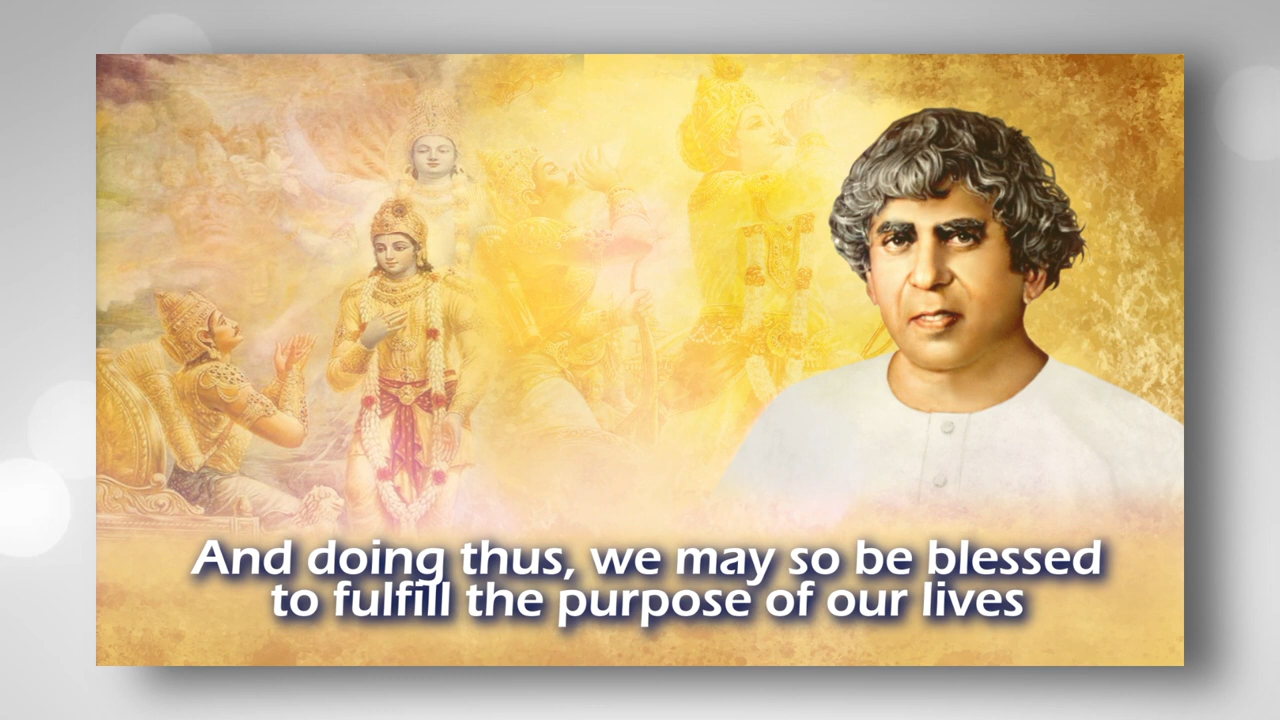 And doing thus, we may so be blessed
to fulfill the purpose of our lives